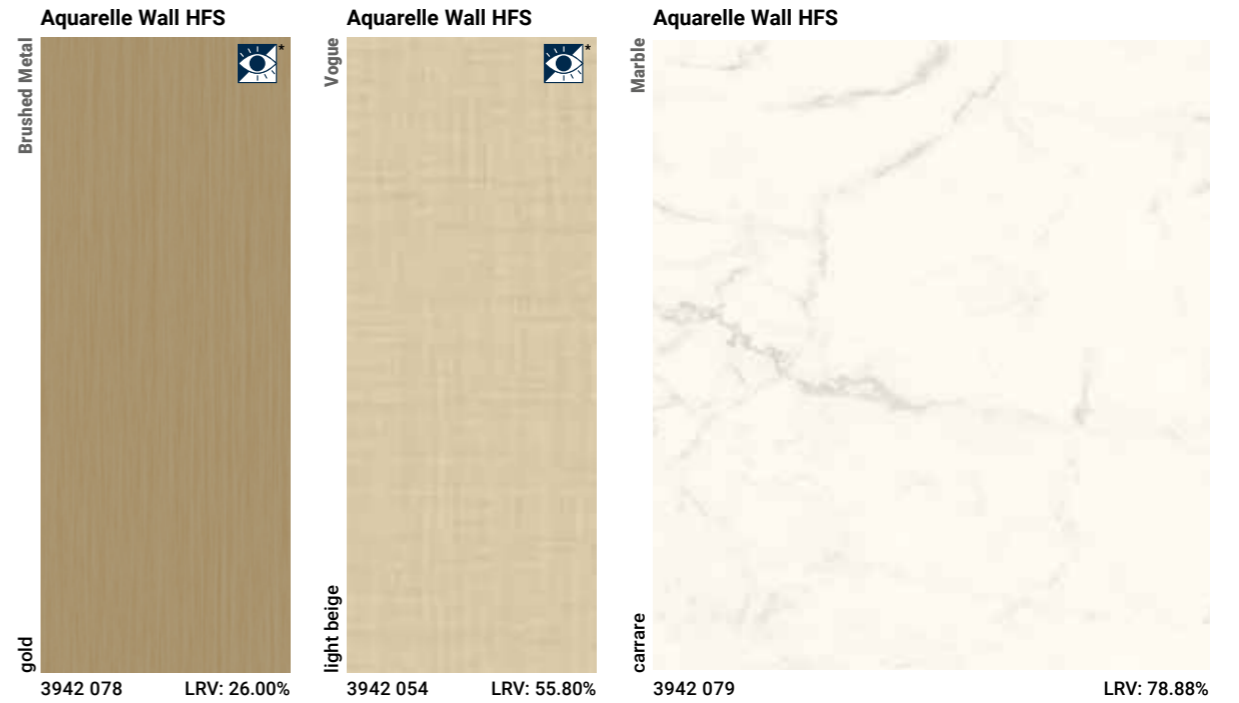 Aquarelle Wall HFS
Brushed Metal
*
gold
3942 078
LRV: 26.00%
Aquarelle Wall HFS
Vogue
*
light beige
3942 054
LRV: 55.80%
Aquarelle Wall HFS
Marble
carrare
3942 079
LRV: 78.88%